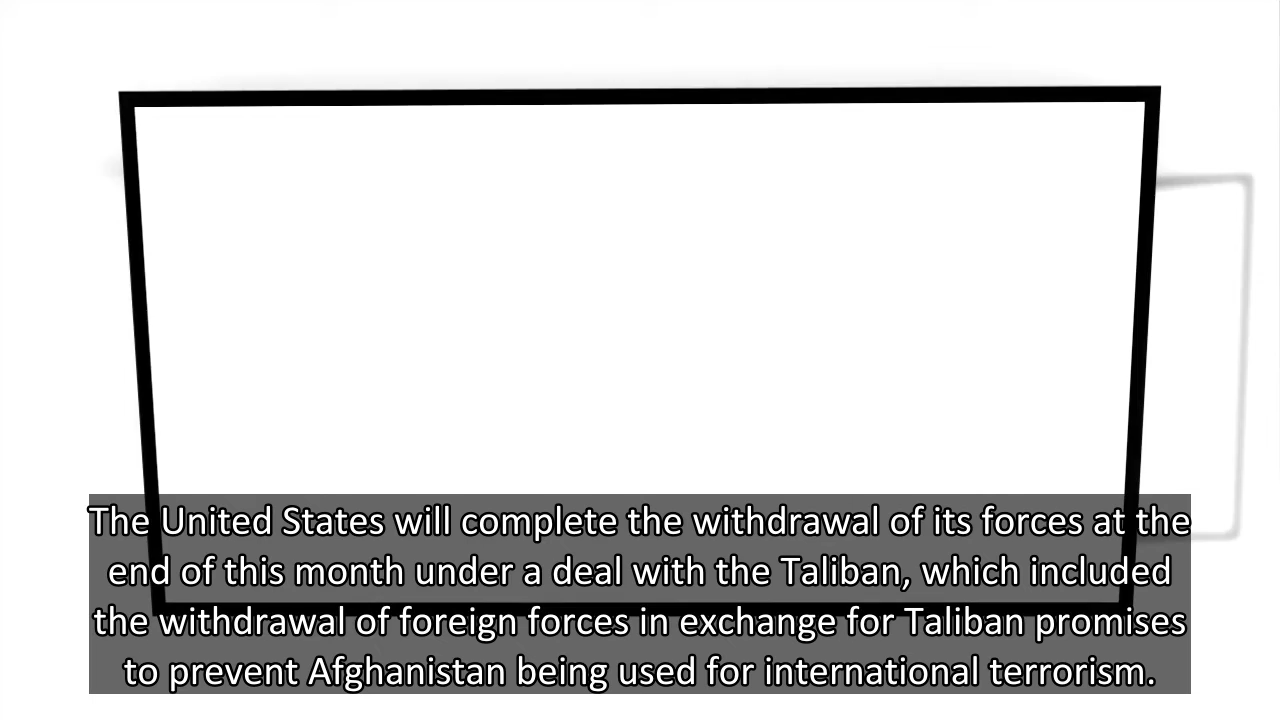 The United States will complete the withdrawal of its forces at the
end of this month under a deal with the Taliban, which included
the withdrawal of foreign forces in exchange for Taliban promises
to prevent Afghanistan being used for international terrorism.